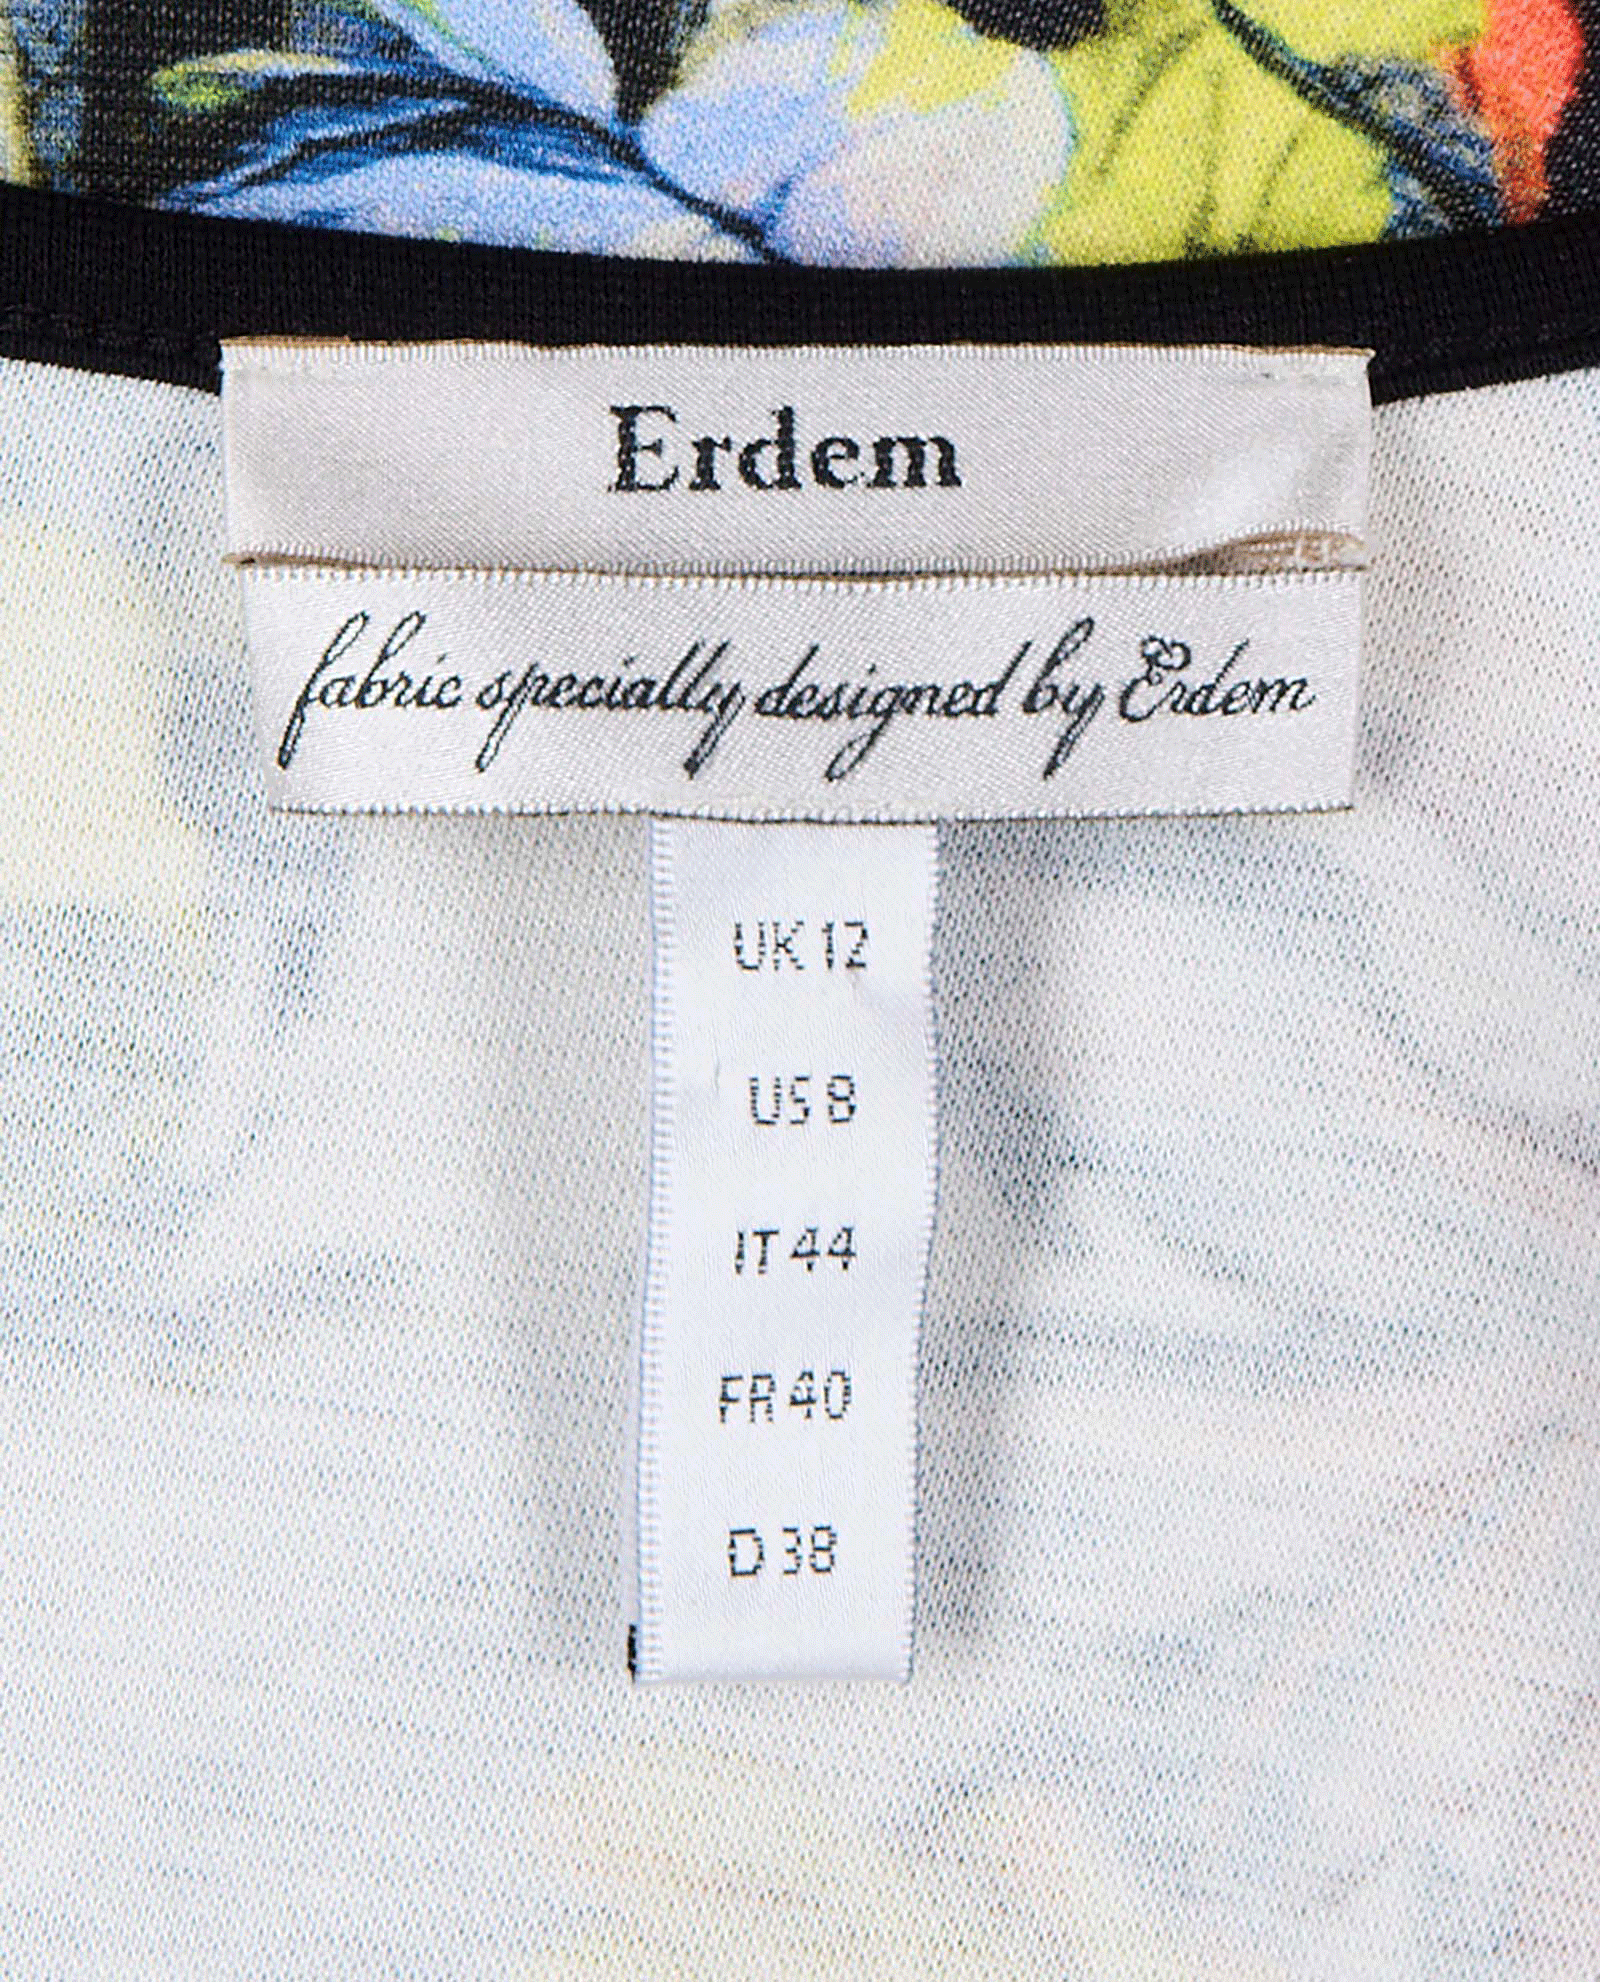 Erdem
fabric specially designed by Erdem
UK 12
US 8
IT 44
FR 40
D 38